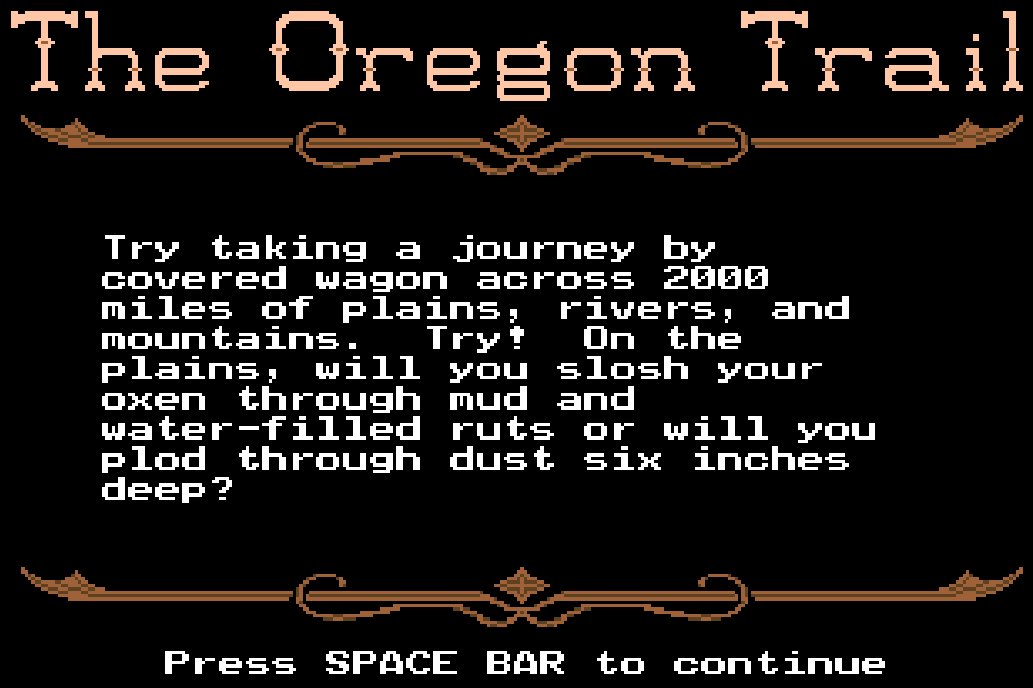 The Oregon Trail
Try taking a journey by
covered wagon across 2000
miles of plains, rivers, and
mountains.  Try!  On the
plains, will you slosh your
oxen through mud and
water-filled ruts or will you
plod through dust six inches
deep?
Press SPACE BAR to continue